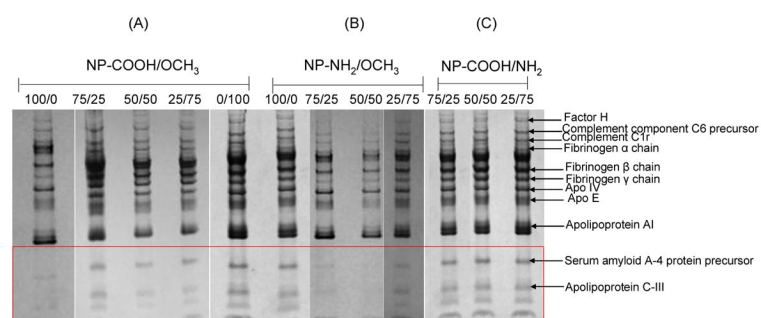 (A) (B) (C)
NP-COOH/OCH₃ NP-NH₂/OCH₃ NP-COOH/NH₂
100/0 75/25 50/50 25/75 0/100 100/0 75/25 50/50 25/75 75/25 50/50 25/75
Factor H
Complement component C6 precursor
Complement C1r
Fibrinogen α chain
Fibrinogen β chain
Fibrinogen γ chain
Apo IV
Apo E
Apolipoprotein AI
Serum amyloid A-4 protein precursor
Apolipoprotein C-III